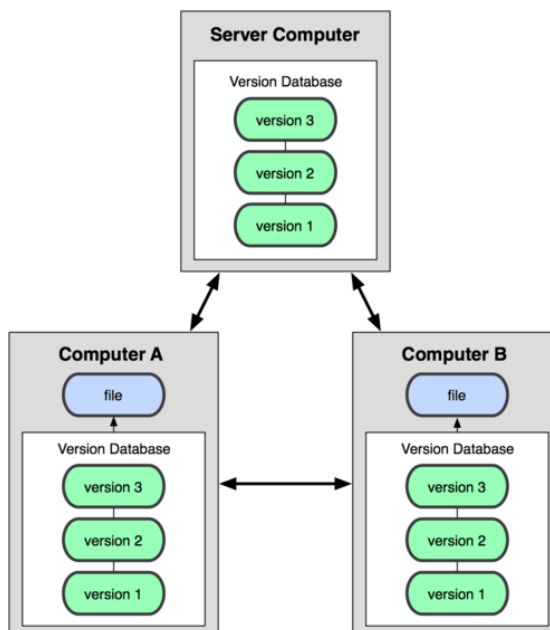 Server Computer
Version Database
version 3
version 2
version 1
Computer A
file
Version Database
version 3
version 2
version 1
Computer B
file
Version Database
version 3
version 2
version 1